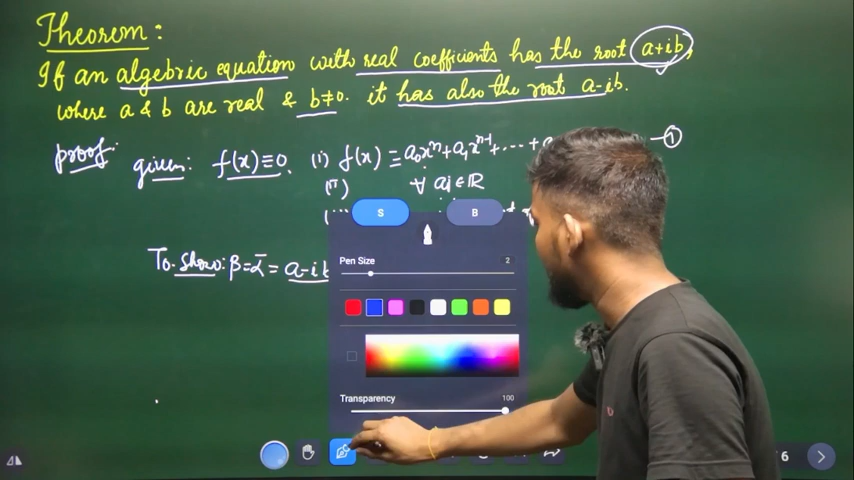 Theorem:
If an algebric equation with real coefficients has the root a+ib,
where a & b are real & b≠0. it has also the root a-ib.
proof: given: f(x)≡0. (i) f(x) ≡ a₀xⁿ+a₁xⁿ⁻¹+....+ —①
(ii) ∀ aj ∈ ℝ
To show: β=ᾱ= a-ib
S B
Pen Size 2
Transparency 100
6